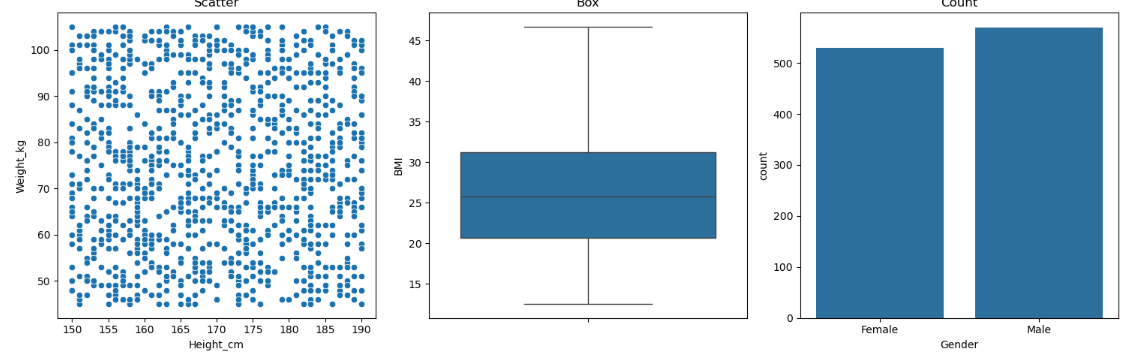 Scatter
Weight_kg
100
90
80
70
60
50
150 155 160 165 170 175 180 185 190
Height_cm
Box
BMI
45
40
35
30
25
20
15
Count
count
500
400
300
200
100
0
Female Male
Gender